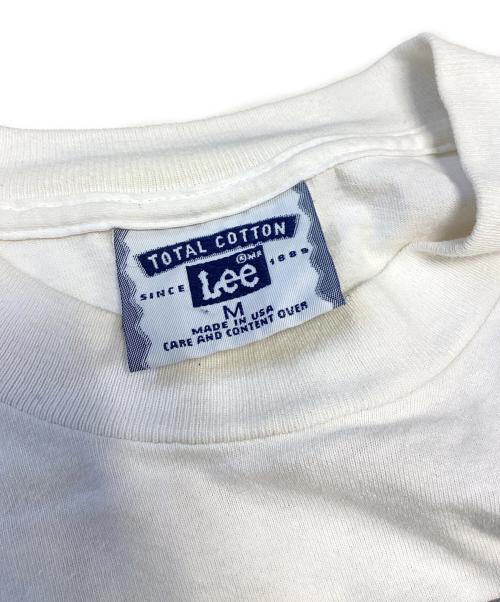 TOTAL COTTON
SINCE Lee ®MR 1889
M
MADE IN USA
CARE AND CONTENT OVER